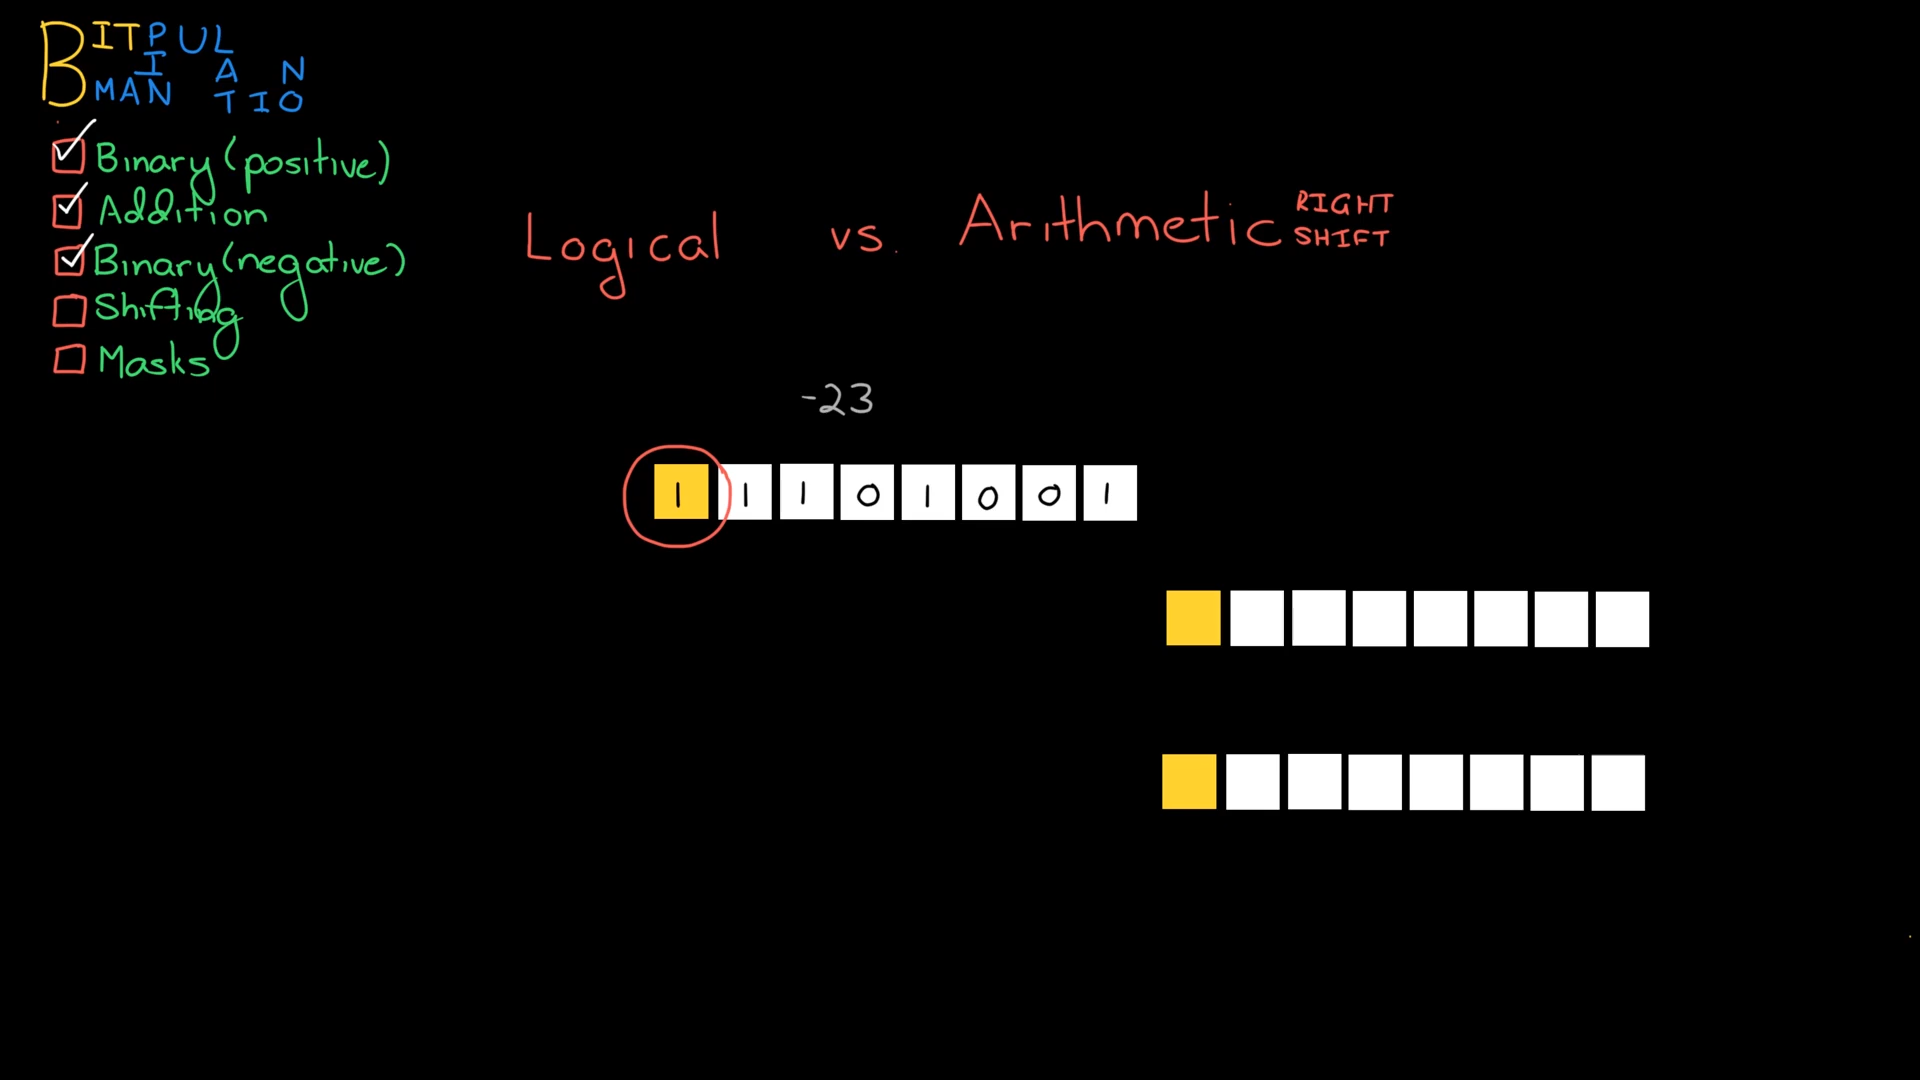 BIT MANIPULATION
Binary (positive)
Addition
Binary (negative)
Shifting
Masks
Logical vs. Arithmetic RIGHT SHIFT
-23
1 1 1 0 1 0 0 1